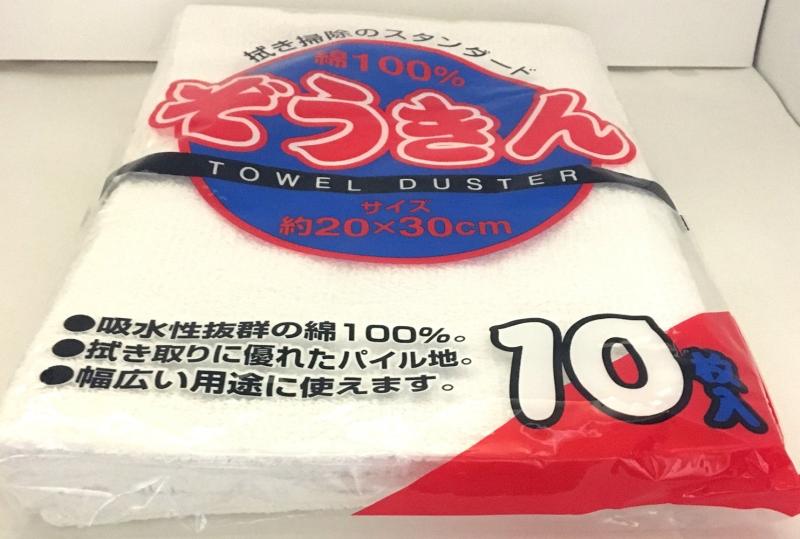 拭き掃除のスタンダード
綿100%
ぞうきん
TOWEL DUSTER
サイズ
約20×30cm
●吸水性抜群の綿100%。
●拭き取りに優れたパイル地。
●幅広い用途に使えます。
10枚入